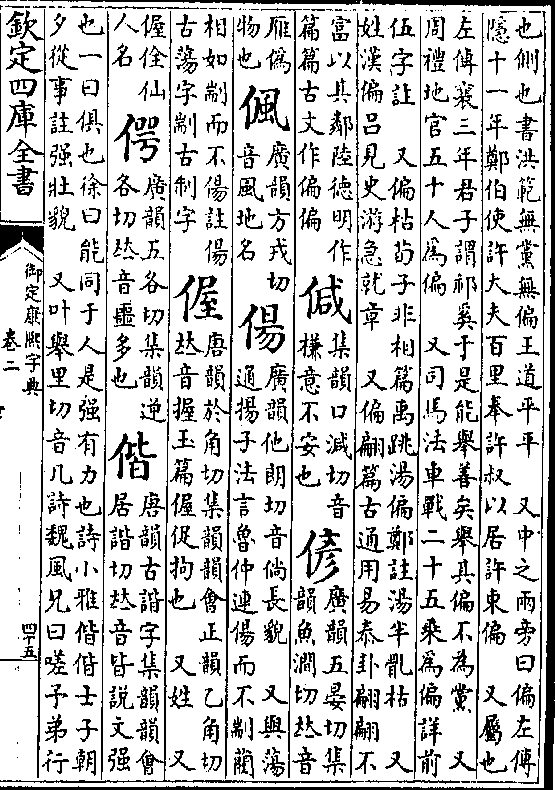 也側也書洪範無黨無偏王道平平 又中之兩旁曰偏左傳
隱十一年鄭伯使許大夫百里奉許叔以居許東偏 又屬也
左傳襄三年君子謂祁奚于是能舉善矣舉其偏不為黨 又
周禮地官五十人為偏 又司馬法車戰二十五乘為偏詳前
伍字註 又偏枯荀子非相篇禹跳湯偏鄭註湯半體枯 又
姓漢偏呂見史游急就章 又偏翩篇古通用易泰卦翩翩不
富以其鄰陸德明作
篇篇古文作偏偏
㑘
集韻口減切音
槏意不安也
偐
廣韻五晏切集
韻魚澗切𠀤音
雁僞
物也
偑
廣韻方戎切
音風地名
偒
廣韻他朗切音倘長貌 又與蕩
通揚子法言魯仲連偒而不剬藺
相如剬而不偒註偒
古蕩字剬古制字
偓
唐韻於角切集韻韻會正韻乙角切
𠀤音握玉篇偓促拘也 又姓 又
偓佺仙
人名
偔
廣韻五各切集韻逆
各切𠀤音噩多也
偕
唐韻古諧字集韻韻會
居諧切𠀤音皆說文强
也一曰俱也徐曰能同于人是强有力也詩小雅偕偕士子朝
夕從事註强壯貌 又叶舉里切音几詩魏風兄曰嗟予弟行
欽定四庫全書
御定康熙字典
卷二
四十五